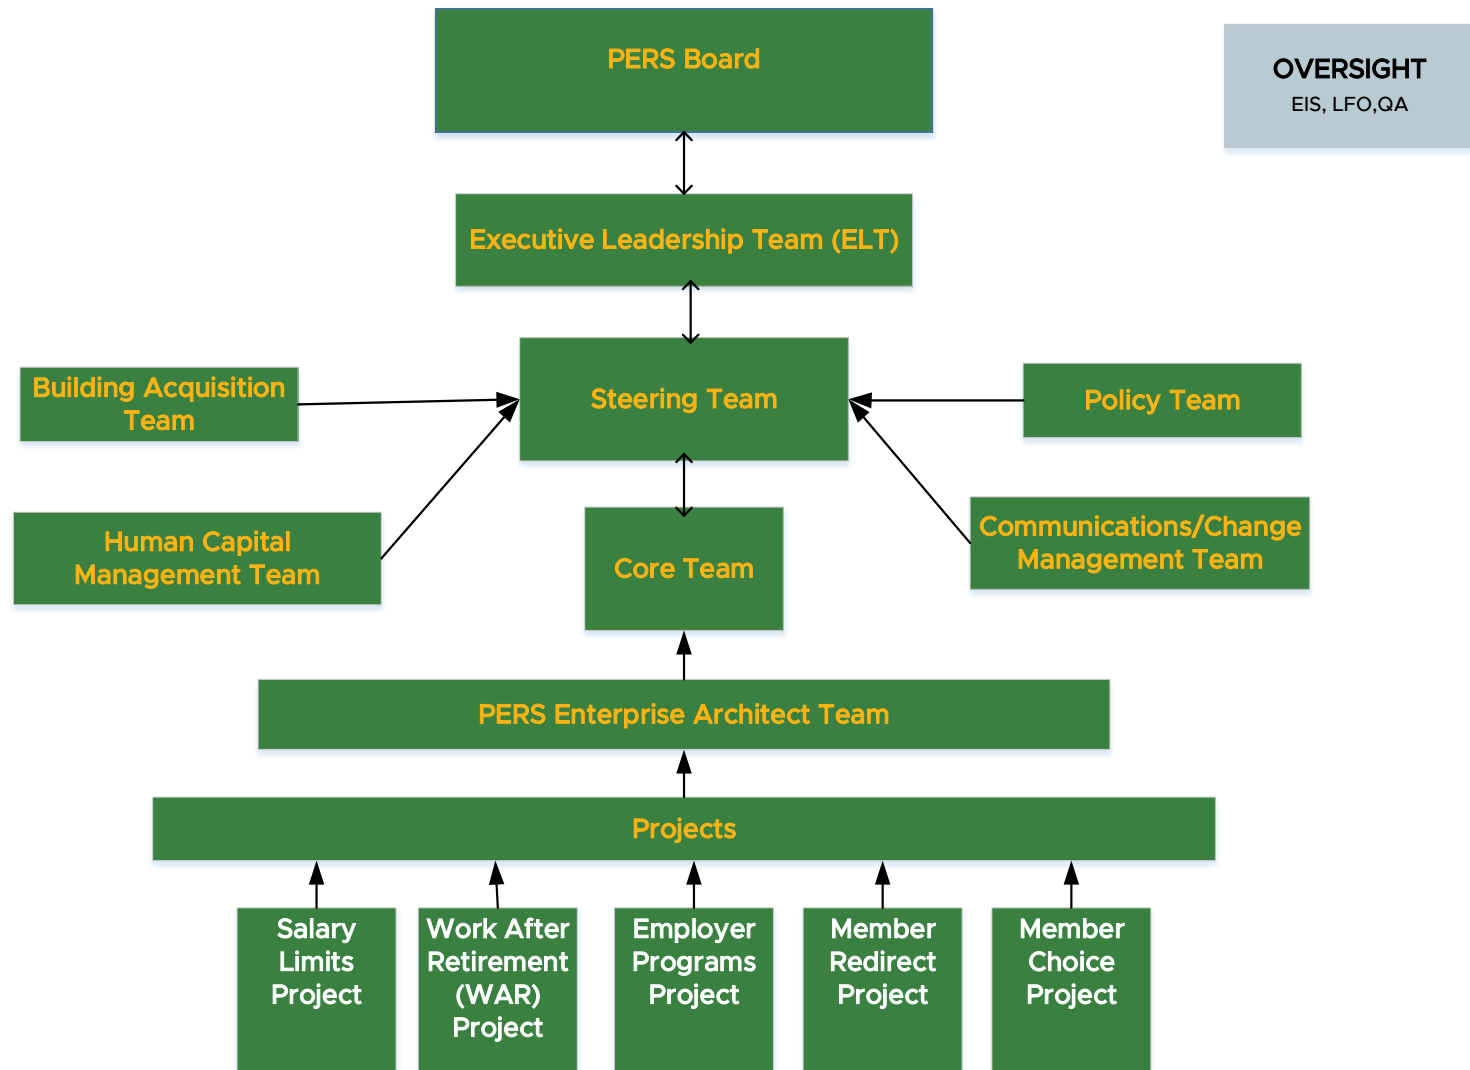 PERS Board
OVERSIGHT
EIS, LFO,QA
Executive Leadership Team (ELT)
Building Acquisition
Team
Steering Team
Policy Team
Human Capital
Management Team
Core Team
Communications/Change
Management Team
PERS Enterprise Architect Team
Projects
Salary
Limits
Project
Work After
Retirement
(WAR)
Project
Employer
Programs
Project
Member
Redirect
Project
Member
Choice
Project